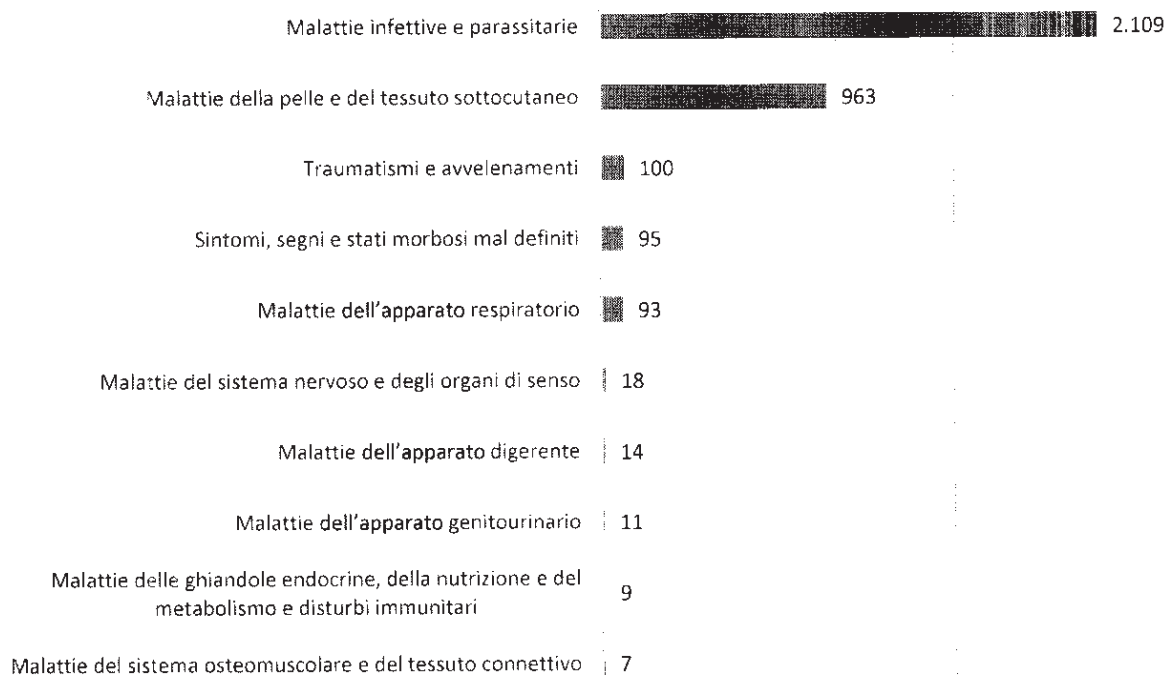 Malattie infettive e parassitarie 2.109
Malattie della pelle e del tessuto sottocutaneo 963
Traumatismi e avvelenamenti 100
Sintomi, segni e stati morbosi mal definiti 95
Malattie dell'apparato respiratorio 93
Malattie del sistema nervoso e degli organi di senso 18
Malattie dell'apparato digerente 14
Malattie dell'apparato genitourinario 11
Malattie delle ghiandole endocrine, della nutrizione e del
metabolismo e disturbi immunitari 9
Malattie del sistema osteomuscolare e del tessuto connettivo 7